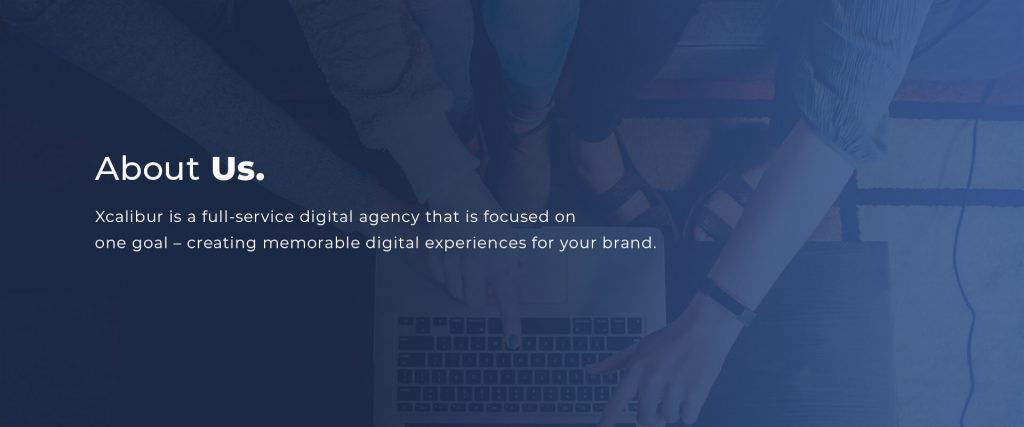 About Us.
Xcalibur is a full-service digital agency that is focused on
one goal – creating memorable digital experiences for your brand.